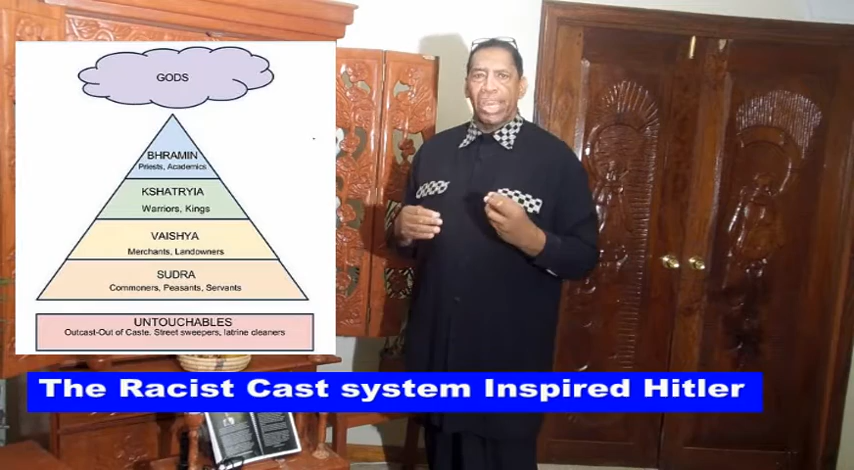 GODS
BHRAMIN
Priests, Academics
KSHATRYIA
Warriors, Kings
VAISHYA
Merchants, Landowners
SUDRA
Commoners, Peasants, Servants
UNTOUCHABLES
Outcast-Out of Caste. Street sweepers, latrine cleaners
The Racist Cast system Inspired Hitler